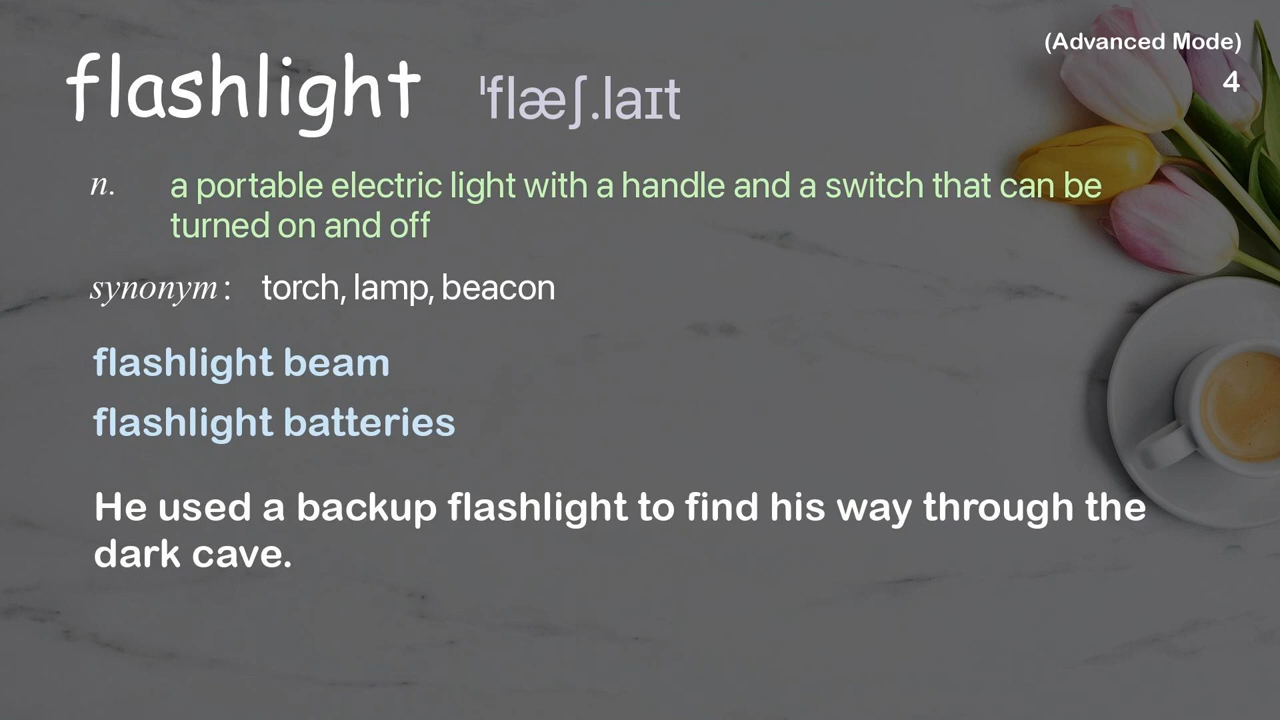 (Advanced Mode)
4
flashlight ˈflæʃ.laɪt
n. a portable electric light with a handle and a switch that can be
turned on and off
synonym: torch, lamp, beacon
flashlight beam
flashlight batteries
He used a backup flashlight to find his way through the
dark cave.